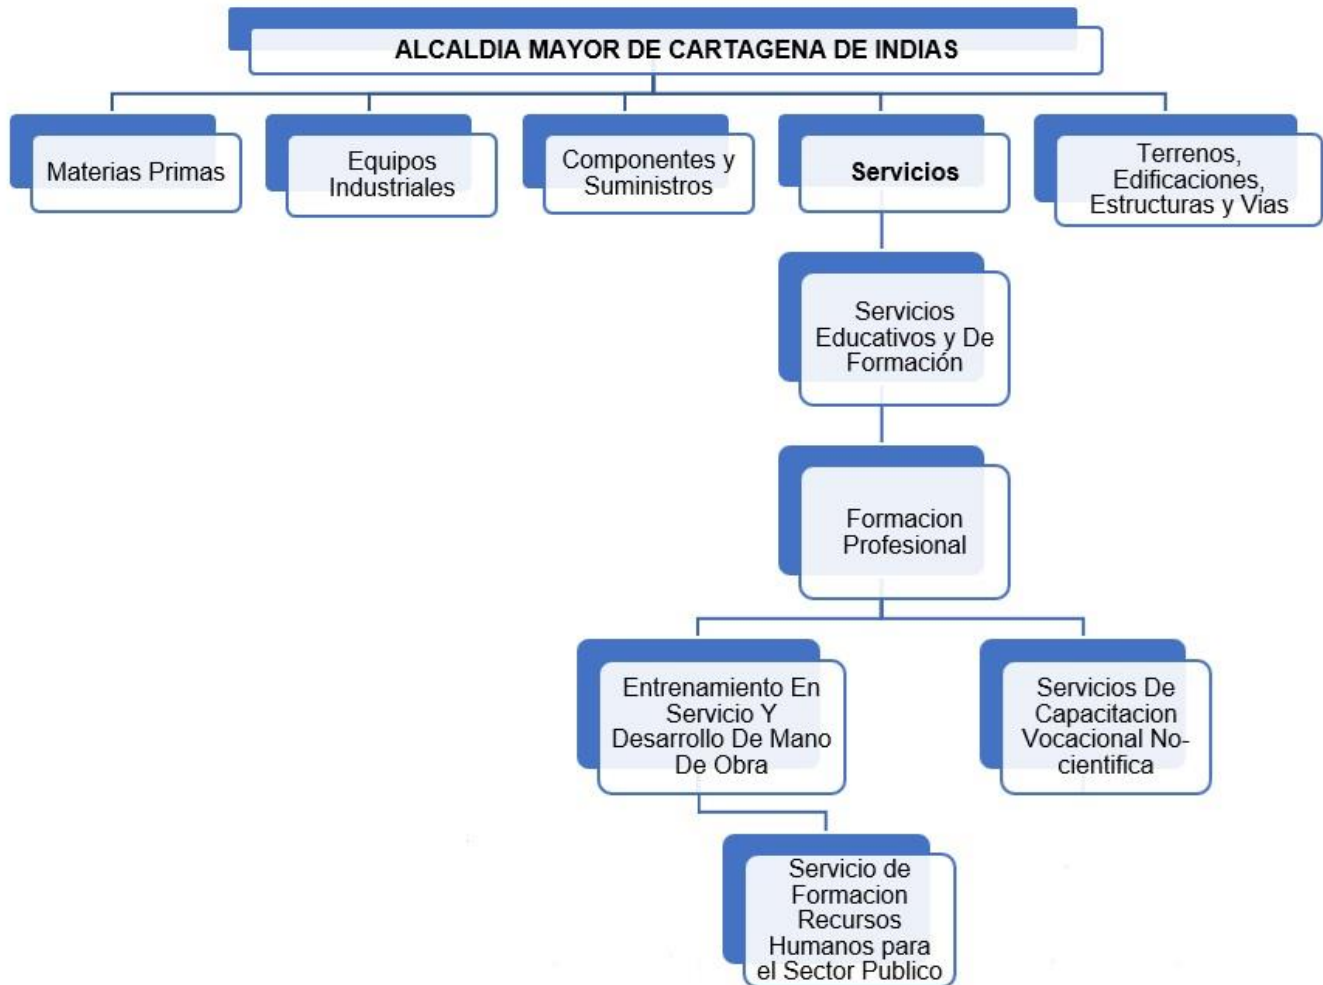 ALCALDIA MAYOR DE CARTAGENA DE INDIAS
Materias Primas
Equipos
Industriales
Componentes y
Suministros
Servicios
Terrenos,
Edificaciones,
Estructuras y Vias
Servicios
Educativos y De
Formación
Formacion
Profesional
Entrenamiento En
Servicio Y
Desarrollo De Mano
De Obra
Servicios De
Capacitacion
Vocacional No-
cientifica
Servicio de
Formacion
Recursos
Humanos para
el Sector Publico